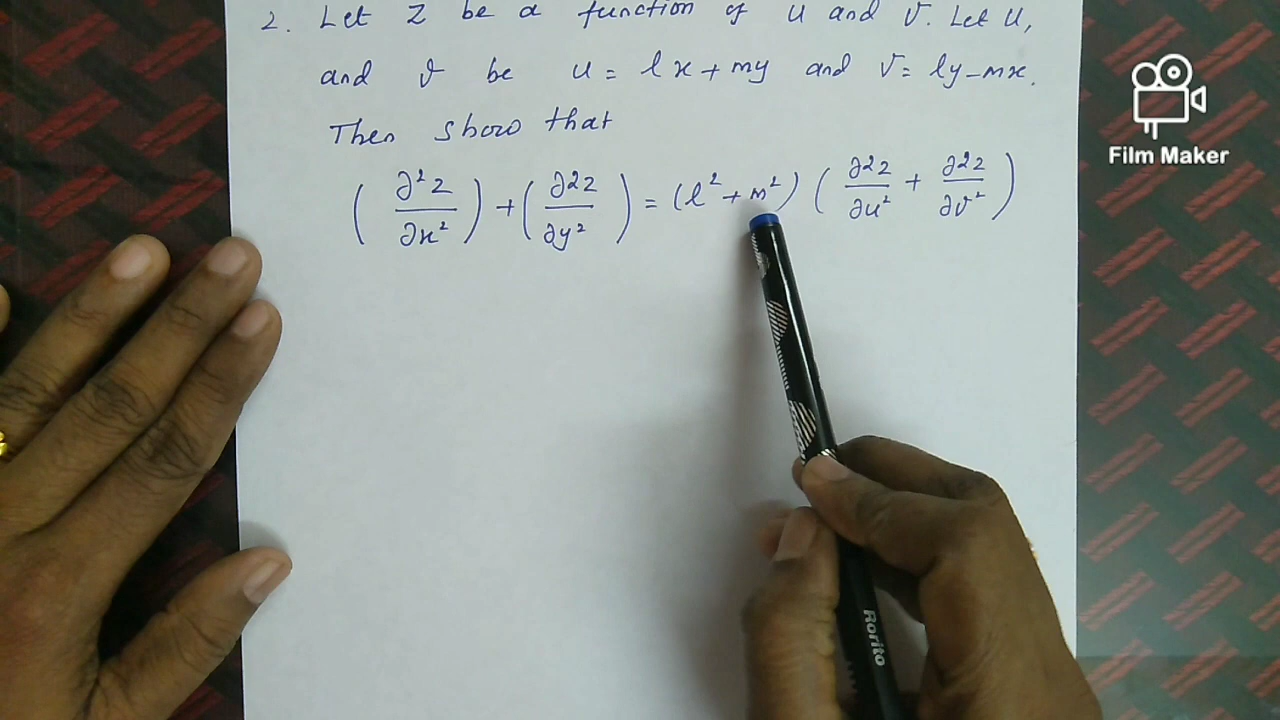 2. Let Z be a function of u and v. Let u,
and v be u = lx + my and v = ly - mx.
Then show that
(∂²z/∂x²) + (∂²z/∂y²) = (l² + m²) (∂²z/∂u² + ∂²z/∂v²)
Film Maker
Rorito